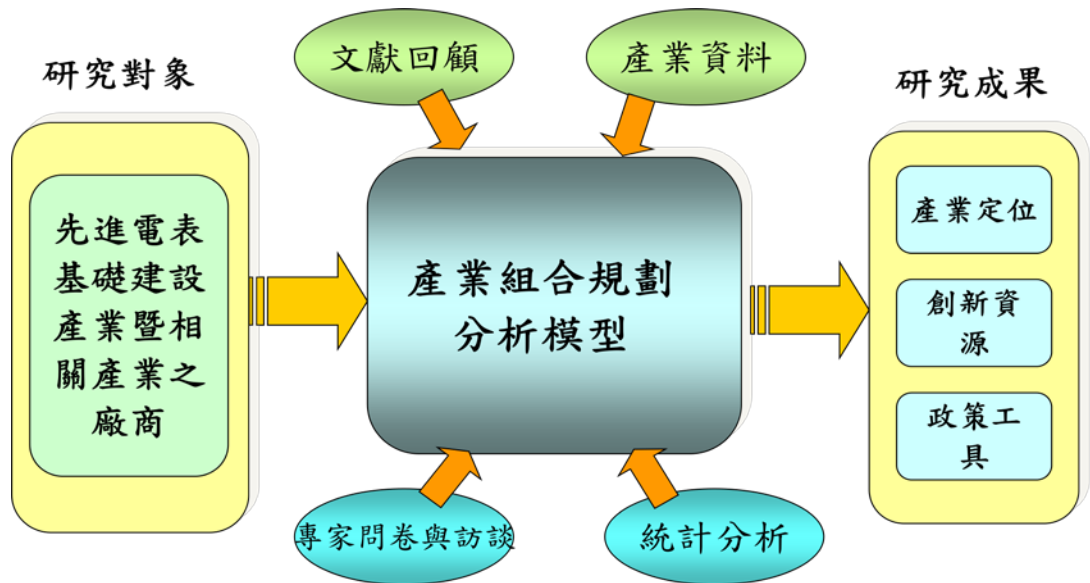 研究對象
先進電表
基礎建設
產業暨相
關產業之
廠商
文獻回顧
產業資料
產業組合規劃
分析模型
專家問卷與訪談
統計分析
研究成果
產業定位
創新資
源
政策工
具